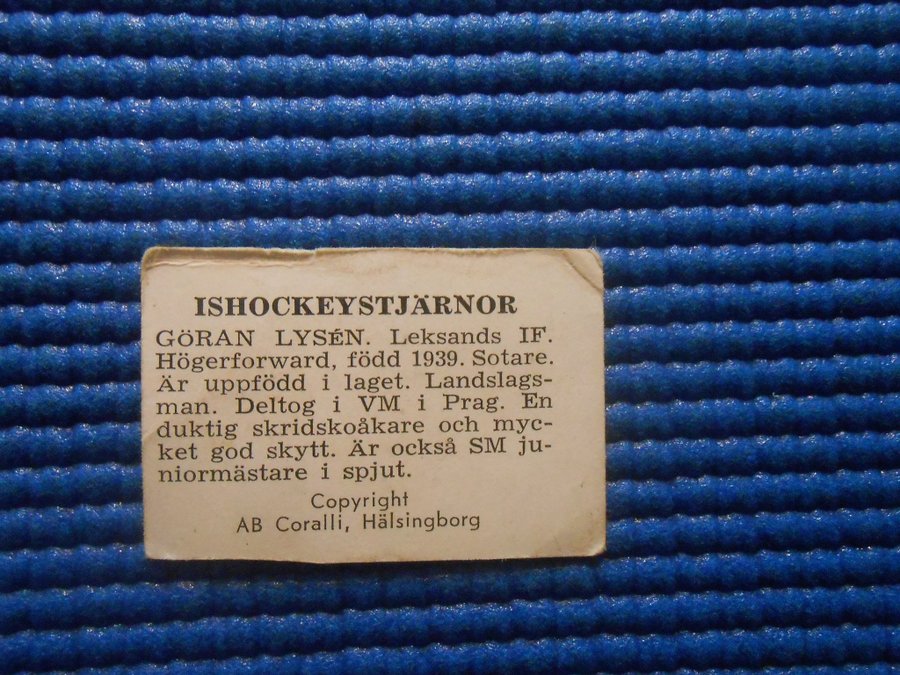 ISHOCKEYSTJÄRNOR
GÖRAN LYSÉN. Leksands IF.
Högerforward, född 1939. Sotare.
Är uppfödd i laget. Landslags-
man. Deltog i VM i Prag. En
duktig skridskoåkare och myc-
ket god skytt. Är också SM ju-
niormästare i spjut.
Copyright
AB Coralli, Hälsingborg